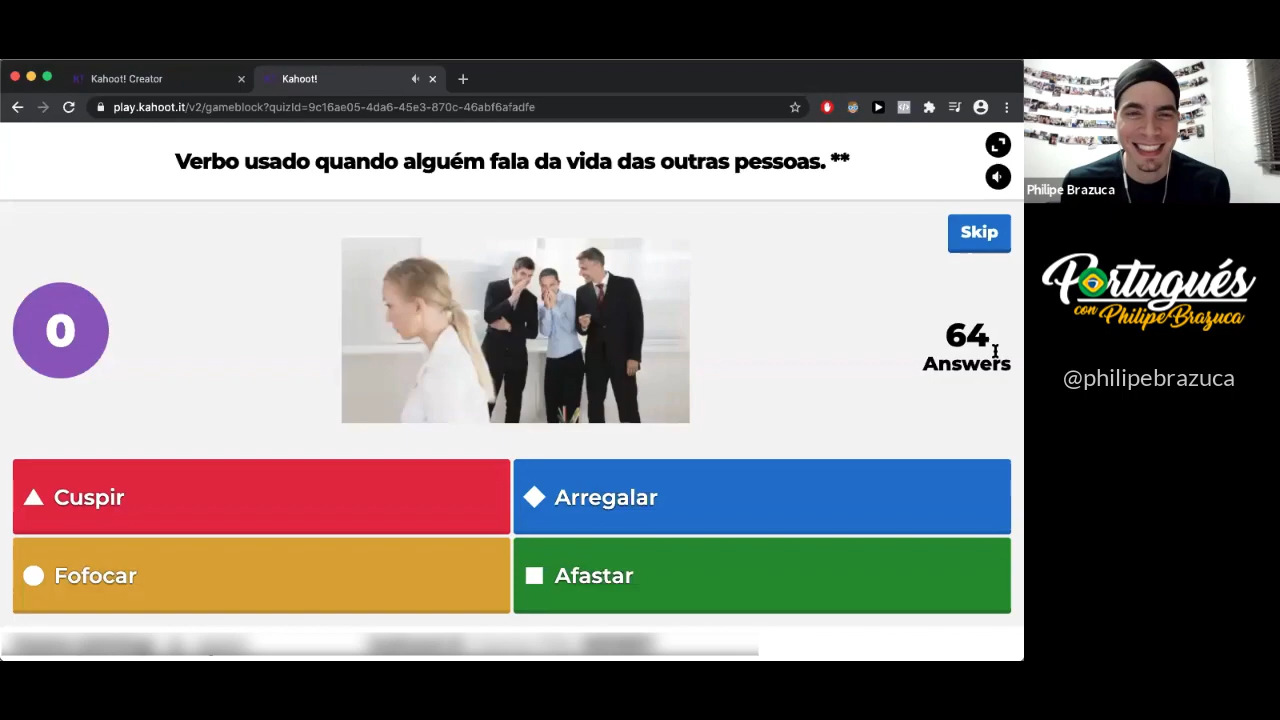 Kahoot! Creator
Kahoot!
play.kahoot.it/v2/gameblock?quizId=9c16ae05-4da6-45e3-870c-46abf6afadfe
Verbo usado quando alguém fala da vida das outras pessoas. **
Philipe Brazuca
Skip
0
64
Answers
Portugués
con Philipe Brazuca
@philipebrazuca
Cuspir
Arregalar
Fofocar
Afastar